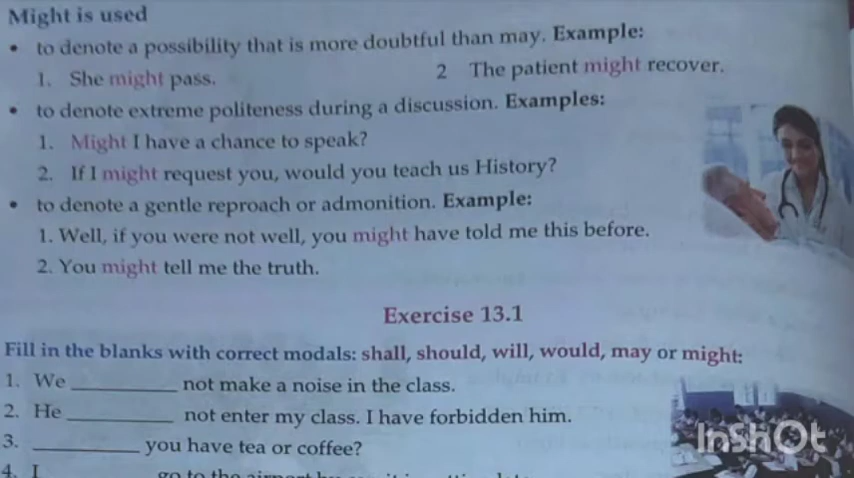 Might is used
• to denote a possibility that is more doubtful than may. Example:
1. She might pass. 2 The patient might recover.
• to denote extreme politeness during a discussion. Examples:
1. Might I have a chance to speak?
2. If I might request you, would you teach us History?
• to denote a gentle reproach or admonition. Example:
1. Well, if you were not well, you might have told me this before.
2. You might tell me the truth.
Exercise 13.1
Fill in the blanks with correct modals: shall, should, will, would, may or might:
1. We __________ not make a noise in the class.
2. He __________ not enter my class. I have forbidden him.
3. __________ you have tea or coffee?
4. I go to the airport
InShOt